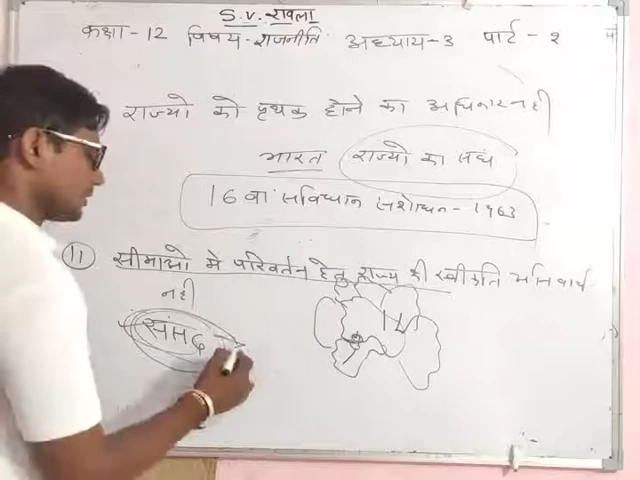 S.V. रावला
कक्षा-12 विषय-राजनीति अध्याय-3 पार्ट-२
राज्यो को पृथक होने का अधिकार नही
भारत राज्यो का संघ
16 वा संविधान संशोधन-1963
11 सीमाओ मे परिवर्तन हेतु राज्य की स्वीकृति अनिवार्य
नही
संसद